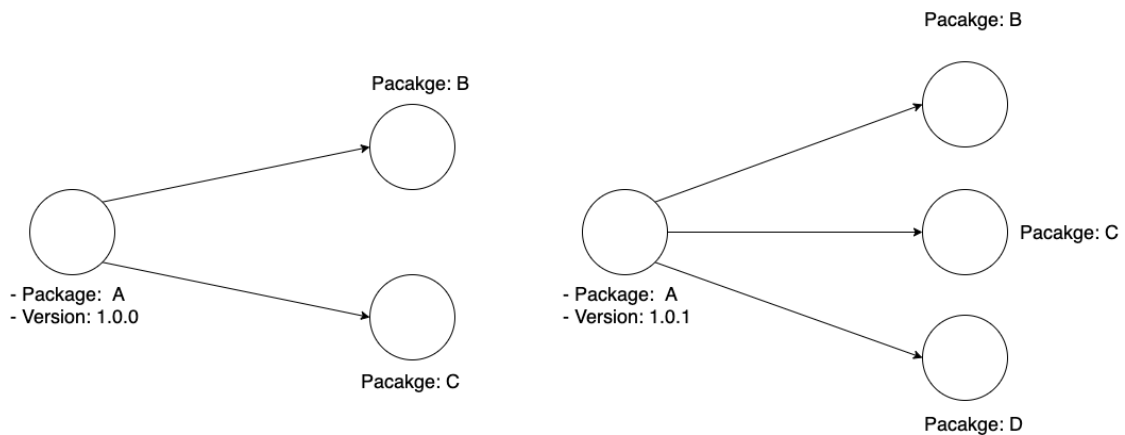 Pacakge: B
- Package:  A
- Version: 1.0.0
Pacakge: C
Pacakge: B
Pacakge: C
- Package:  A
- Version: 1.0.1
Pacakge: D